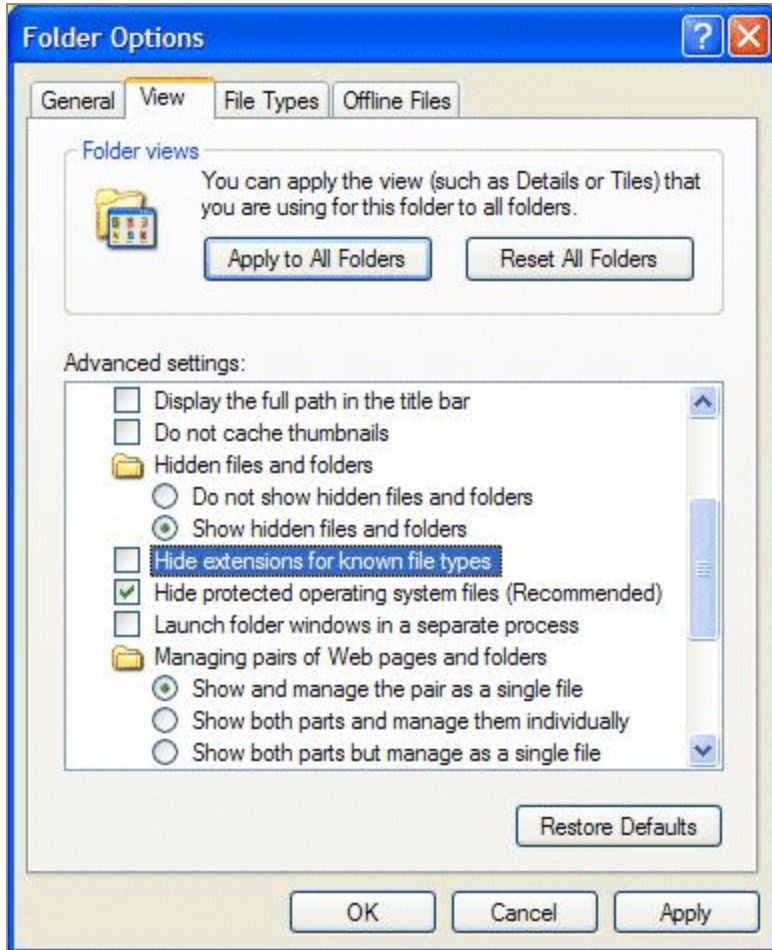 Folder Options
General View File Types Offline Files
Folder views
You can apply the view (such as Details or Tiles) that
you are using for this folder to all folders.
Apply to All Folders Reset All Folders
Advanced settings:
Display the full path in the title bar
Do not cache thumbnails
Hidden files and folders
Do not show hidden files and folders
Show hidden files and folders
Hide extensions for known file types
Hide protected operating system files (Recommended)
Launch folder windows in a separate process
Managing pairs of Web pages and folders
Show and manage the pair as a single file
Show both parts and manage them individually
Show both parts but manage as a single file
Restore Defaults
OK Cancel Apply